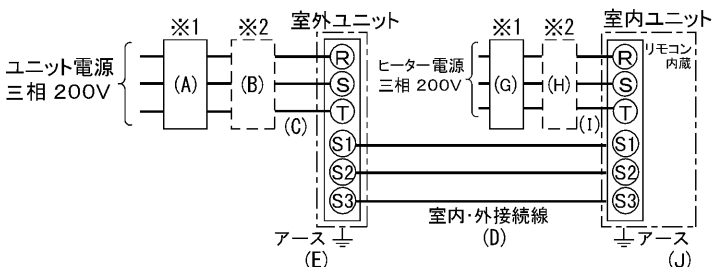 ※1
※2
室外ユニット
※1
※2
室内ユニット
ユニット電源
三相 200V
(A)
(B)
(C)
R
S
T
S1
S2
S3
ヒーター電源
三相 200V
(G)
(H)
(I)
R
S
T
S1
S2
S3
リモコン
内蔵
室内・外接続線
(D)
アース
(E)
アース
(J)